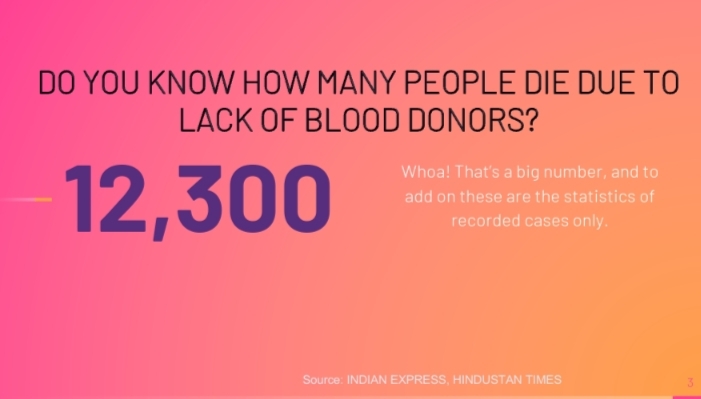 DO YOU KNOW HOW MANY PEOPLE DIE DUE TO
LACK OF BLOOD DONORS?
12,300
Whoa! That's a big number, and to
add on these are the statistics of
recorded cases only.
Source: INDIAN EXPRESS, HINDUSTAN TIMES
3